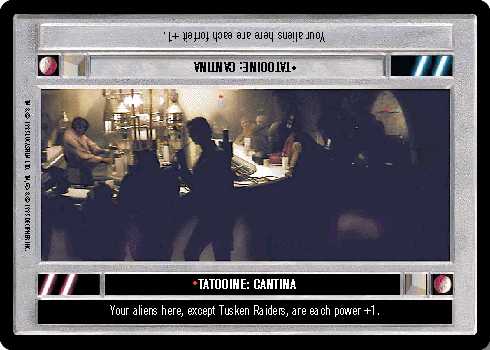 Your aliens here are each forfeit +1.
•TATOOINE: CANTINA
•TATOOINE: CANTINA
Your aliens here, except Tusken Raiders, are each power +1.